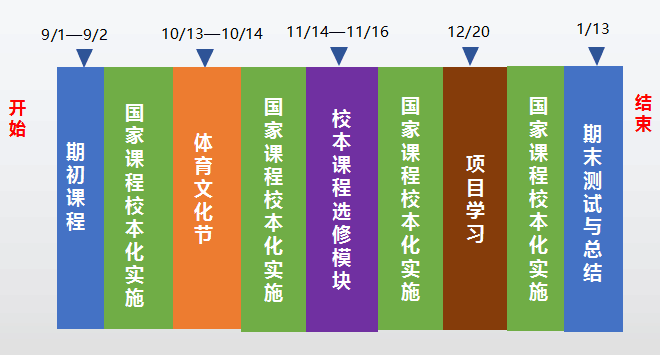 9/1—9/2
10/13—10/14
11/14—11/16
12/20
1/13
开始
期初课程
国家课程校本化实施
体育文化节
国家课程校本化实施
校本课程选修模块
国家课程校本化实施
项目学习
国家课程校本化实施
期末测试与总结
结束